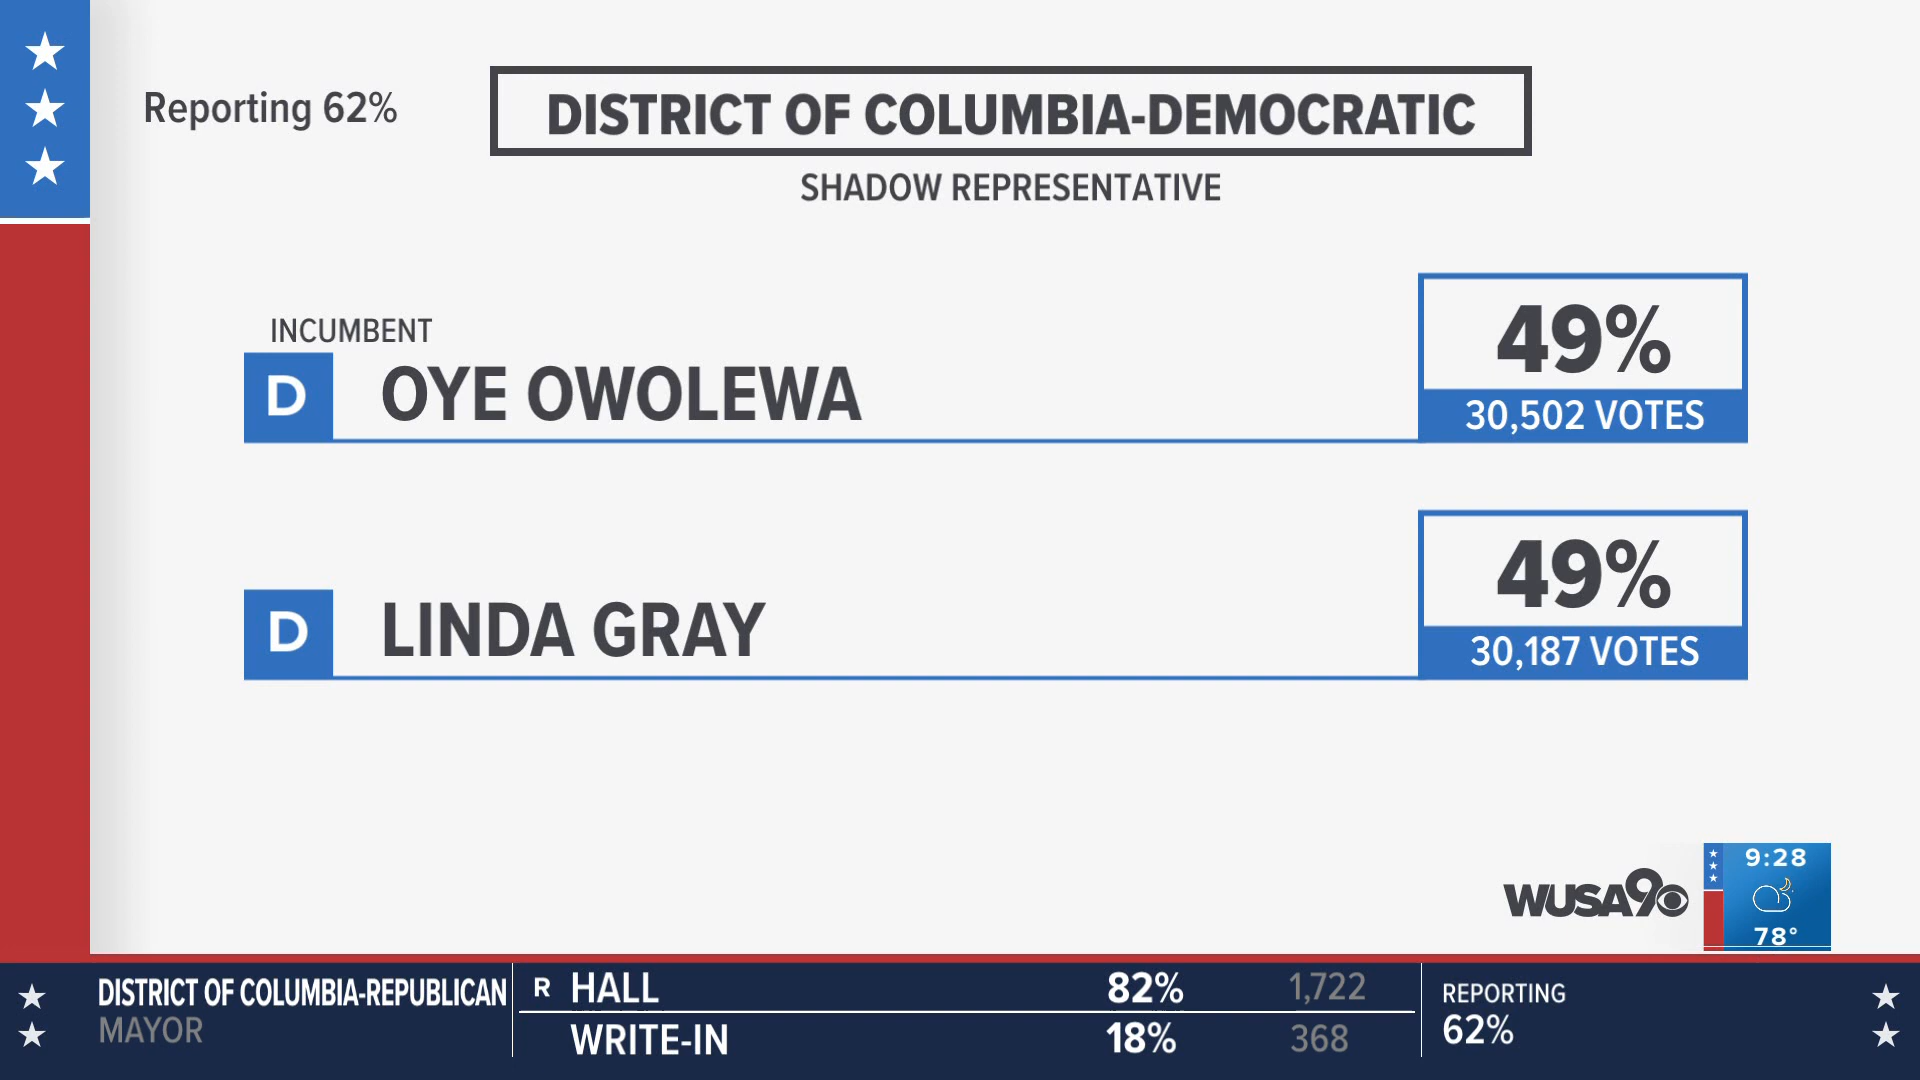 Reporting 62%
DISTRICT OF COLUMBIA-DEMOCRATIC
SHADOW REPRESENTATIVE
INCUMBENT
D OYE OWOLEWA
49%
30,502 VOTES
D LINDA GRAY
49%
30,187 VOTES
WUSA9
9:28
78°
DISTRICT OF COLUMBIA-REPUBLICAN
MAYOR
R HALL 82% 1,722
WRITE-IN 18% 368
REPORTING
62%